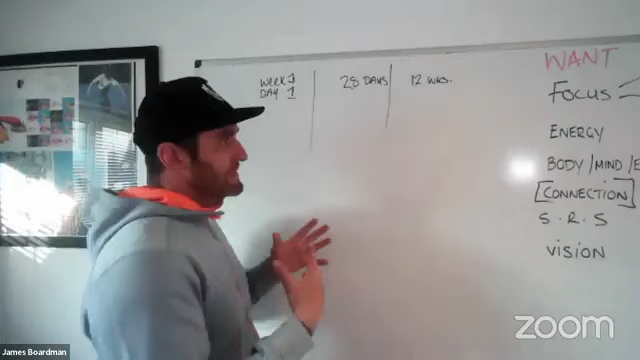 WEEK 1
DAY 1
28 DAYS
12 WKS.
WANT
FOCUS
ENERGY
BODY / MIND / E
CONNECTION
S.R.S
VISION
zoom
James Boardman